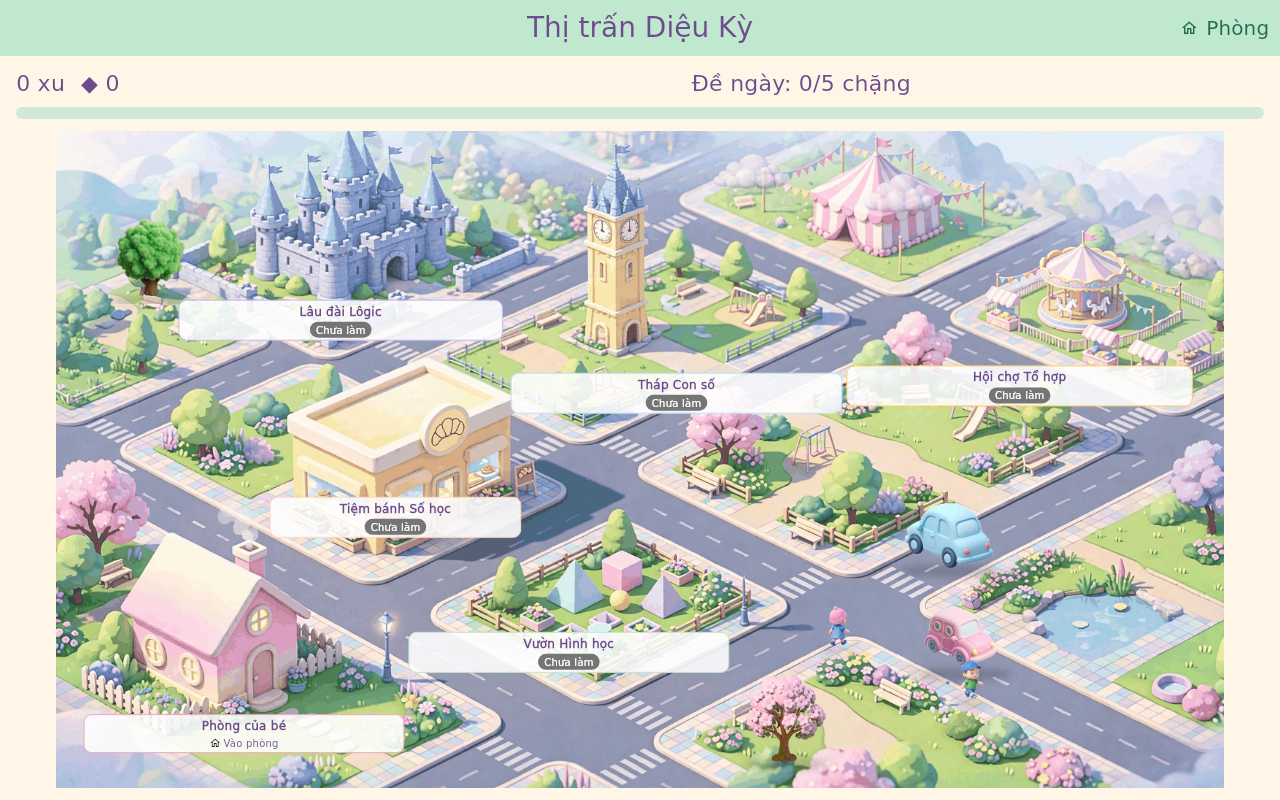 Thị trấn Diệu Kỳ
Phòng
0 xu ◆ 0
Đề ngày: 0/5 chặng
Lâu đài Lôgic
Chưa làm
Tháp Con số
Chưa làm
Hội chợ Tổ hợp
Chưa làm
Tiệm bánh Số học
Chưa làm
Vườn Hình học
Chưa làm
Phòng của bé
Vào phòng